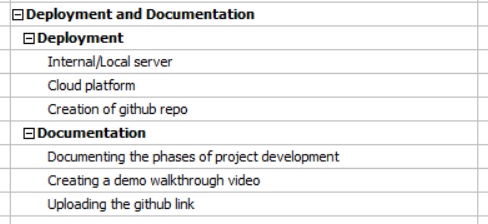 Deployment and Documentation
Deployment
Internal/Local server
Cloud platform
Creation of github repo
Documentation
Documenting the phases of project development
Creating a demo walkthrough video
Uploading the github link